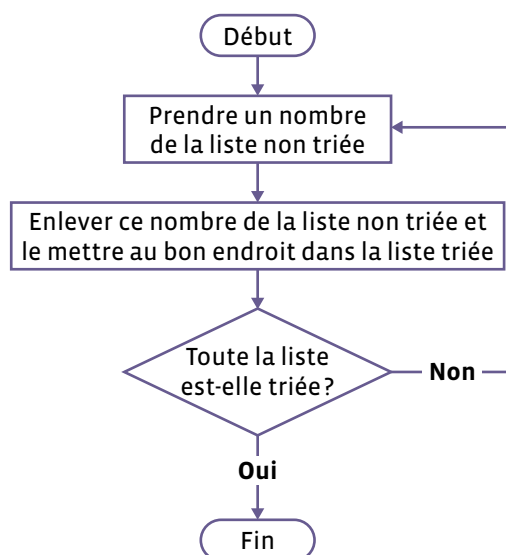 Début
Prendre un nombre
de la liste non triée
Enlever ce nombre de la liste non triée et
le mettre au bon endroit dans la liste triée
Toute la liste
est-elle triée ?
Non
Oui
Fin